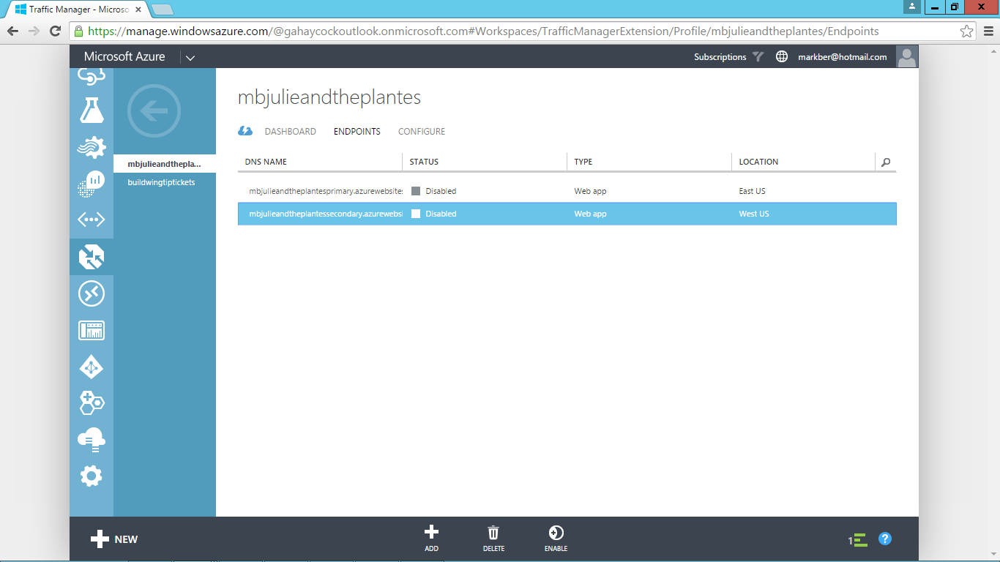 Traffic Manager - Microso
https://manage.windowsazure.com/@gahaycockoutlook.onmicrosoft.com#Workspaces/TrafficManagerExtension/Profile/mbjulieandtheplantes/Endpoints
Microsoft Azure
Subscriptions
markber@hotmail.com
mbjulieandthepla...
buildwingtiptickets
mbjulieandtheplantes
DASHBOARD ENDPOINTS CONFIGURE
DNS NAME STATUS TYPE LOCATION
mbjulieandtheplantesprimary.azurewebsites Disabled Web app East US
mbjulieandtheplantessecondary.azurewebsi Disabled Web app West US
NEW
ADD
DELETE
ENABLE
1
?